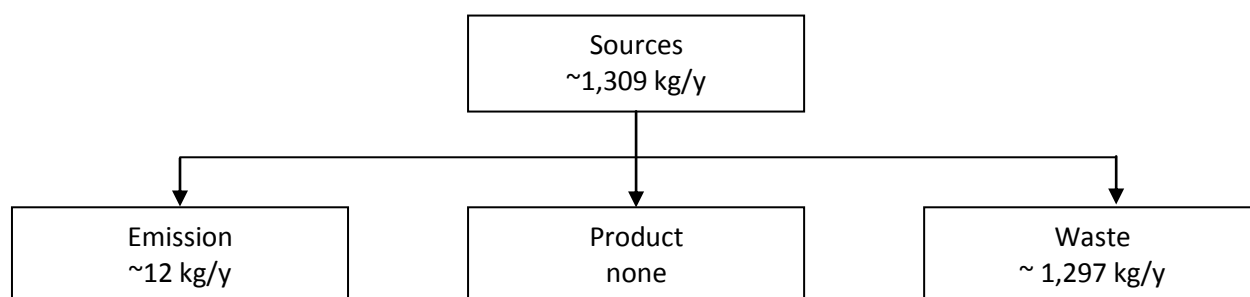 Sources
~1,309 kg/y
Emission
~12 kg/y
Product
none
Waste
~ 1,297 kg/y